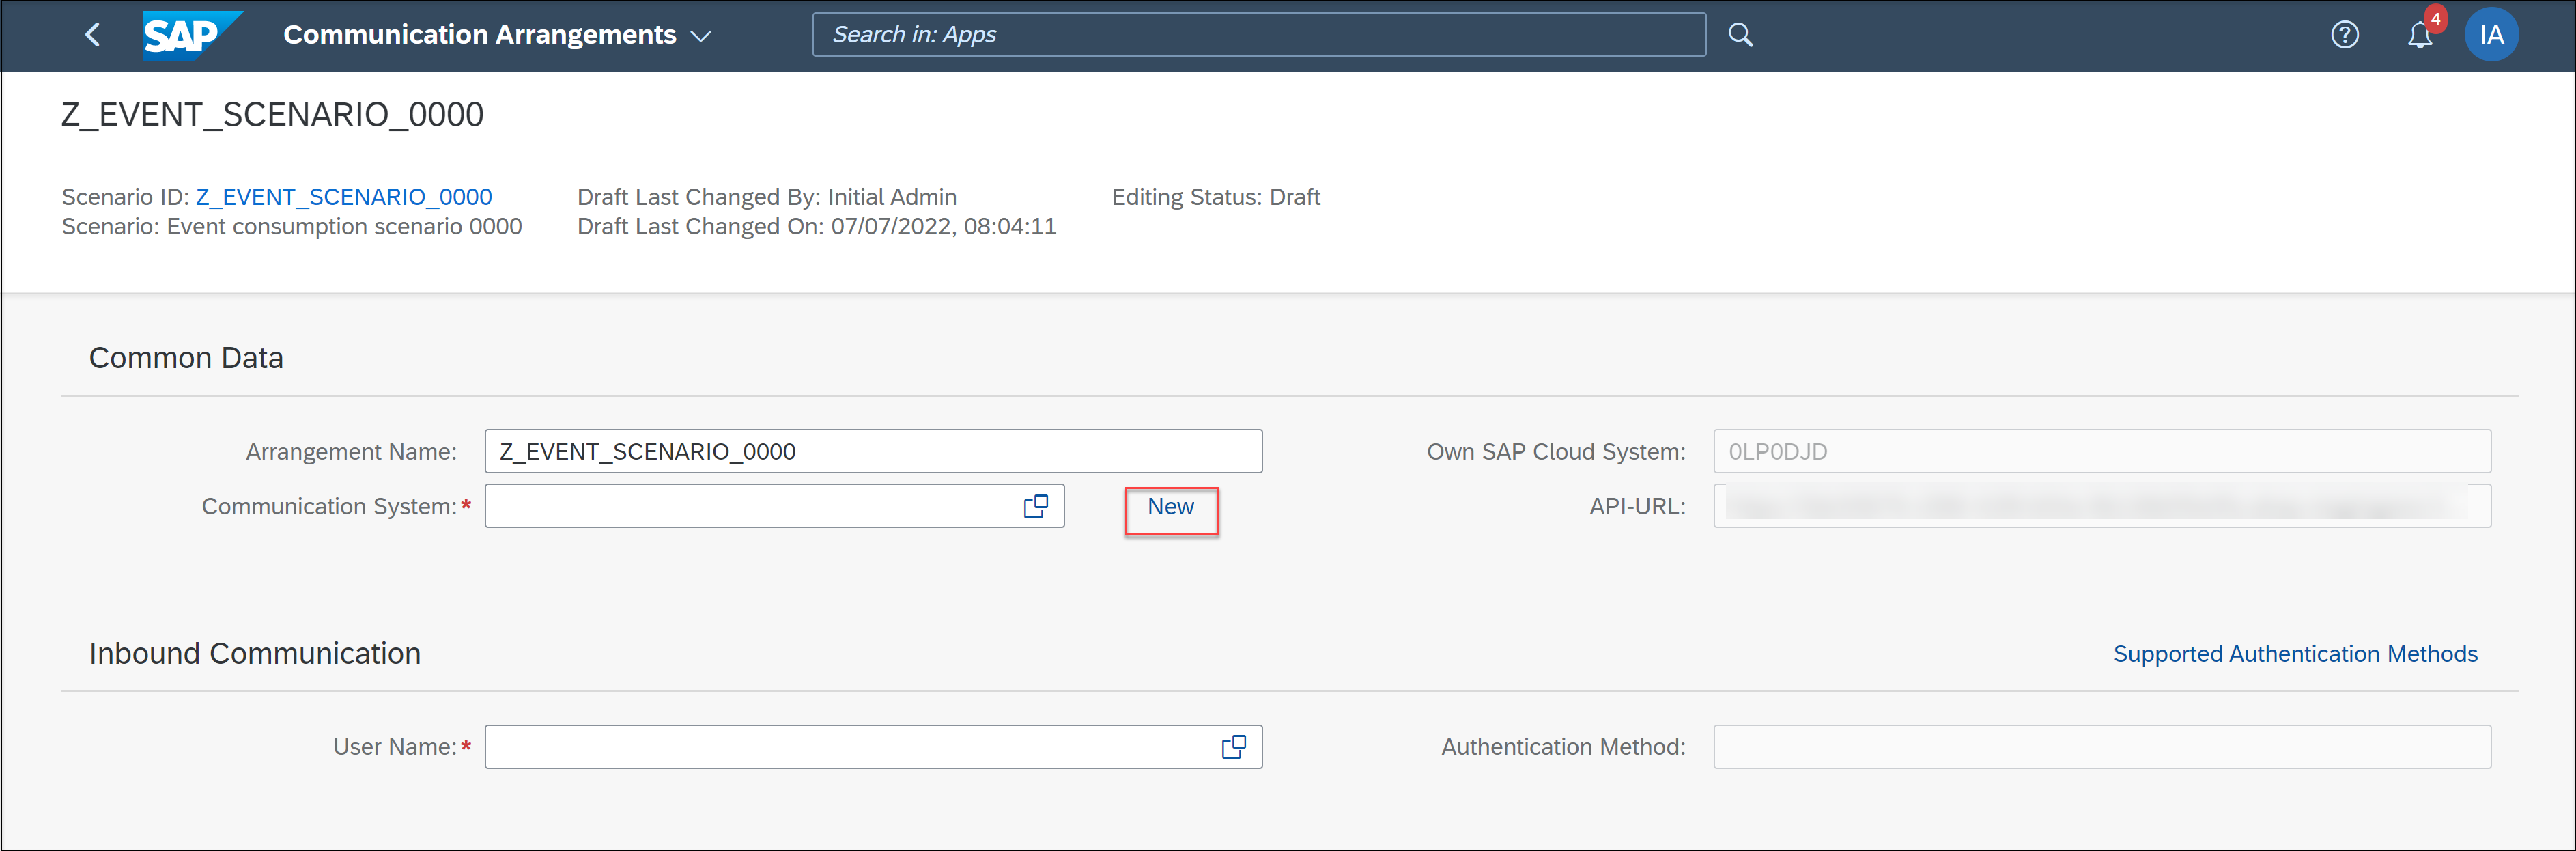 SAP Communication Arrangements Search in: Apps 4 IA
Z_EVENT_SCENARIO_0000
Scenario ID: Z_EVENT_SCENARIO_0000 Draft Last Changed By: Initial Admin Editing Status: Draft
Scenario: Event consumption scenario 0000 Draft Last Changed On: 07/07/2022, 08:04:11
Common Data
Arrangement Name: Z_EVENT_SCENARIO_0000 Own SAP Cloud System: 0LP0DJD
Communication System:* New API-URL:
Inbound Communication Supported Authentication Methods
User Name:* Authentication Method: